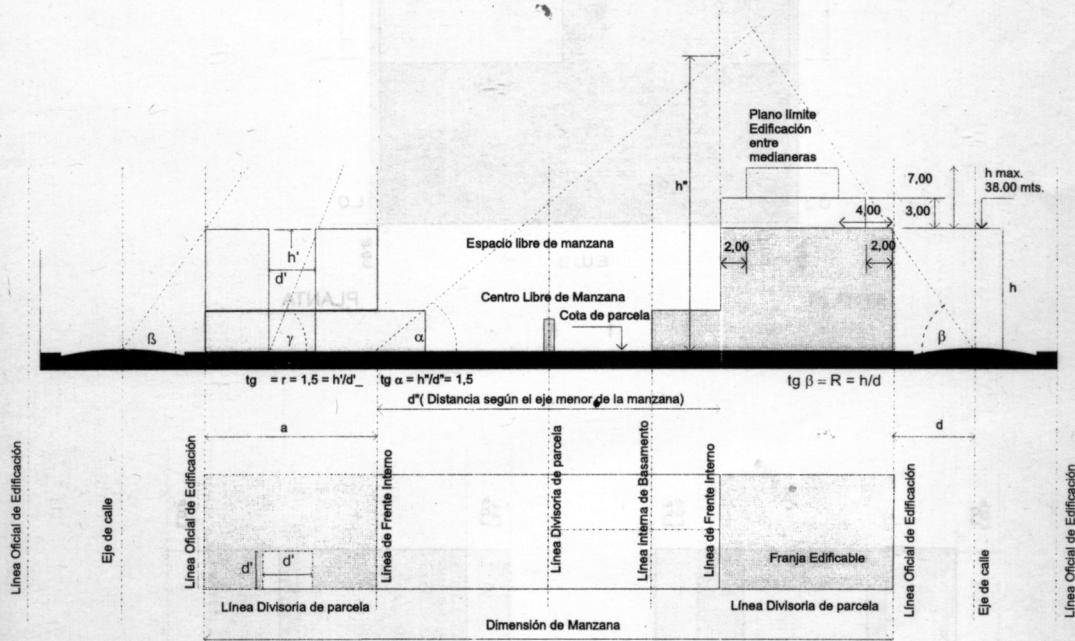 Plano límite
Edificación
entre
medianeras
h"
7,00
h max.
38.00 mts.
4,00
3,00
h'
d'
Espacio libre de manzana
2,00
2,00
Centro Libre de Manzana
Cota de parcela
h
ß
γ
α
β
tg = r = 1,5 = h'/d'_
tg α = h"/d"= 1,5
tg β = R = h/d
d"( Distancia según el eje menor de la manzana)
a
d
Línea Oficial de Edificación
Eje de calle
Línea Oficial de Edificación
Línea de Frente Interno
Línea Divisoria de parcela
Línea Interna de Basamento
Línea de Frente Interno
Línea Oficial de Edificación
Eje de calle
Línea Oficial de Edificación
d'
d'
Franja Edificable
Línea Divisoria de parcela
Línea Divisoria de parcela
Dimensión de Manzana